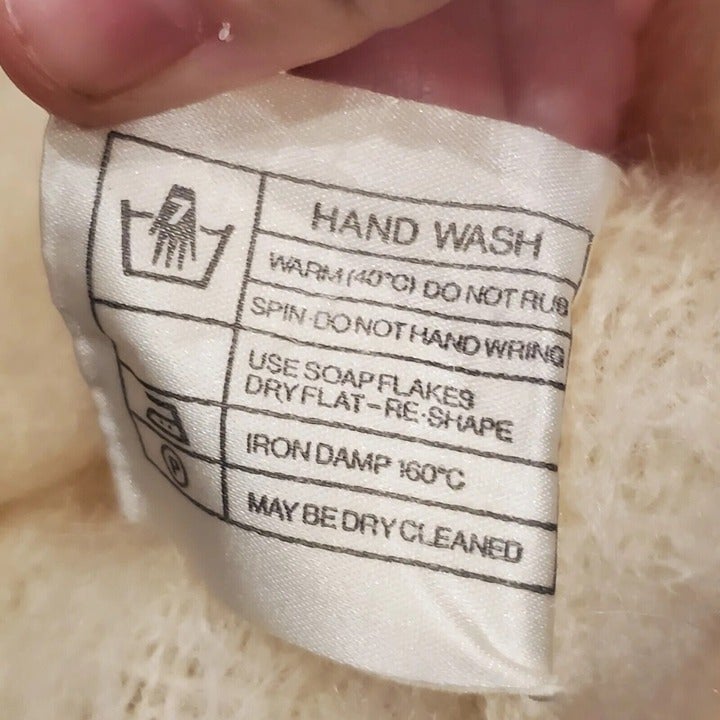 7
HAND WASH
WARM (40°C) DO NOT RUB
SPIN·DO NOT HAND WRING
USE SOAP FLAKES
DRY FLAT-RE·SHAPE
IRON DAMP 160°C
P
MAY BE DRY CLEANED